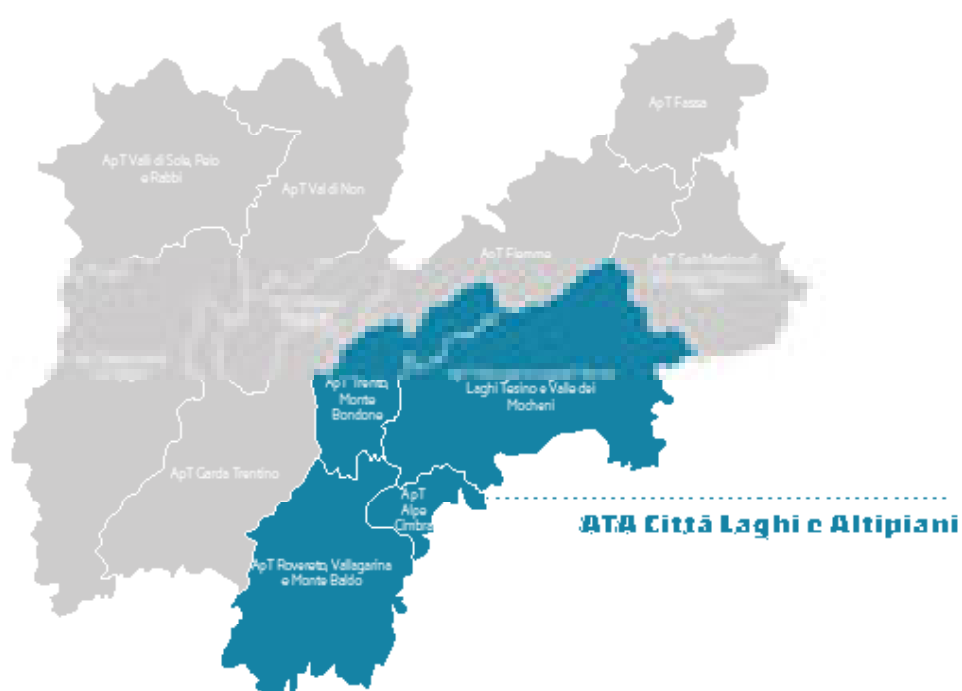 ApT Fassa
ApT Valli di Sole, Peio
e Rabbi
ApT Val di Non
ApT Fiemme
ApT San
ApT Trento,
Monte
Bondone
Laghi Tesino e Valle dei
Mocheni
ApT Garda Trentino
ApT
Alpe
Cimbra
ATA Città Laghi e Altipiani
ApT Rovereto, Vallagarina
e Monte Baldo